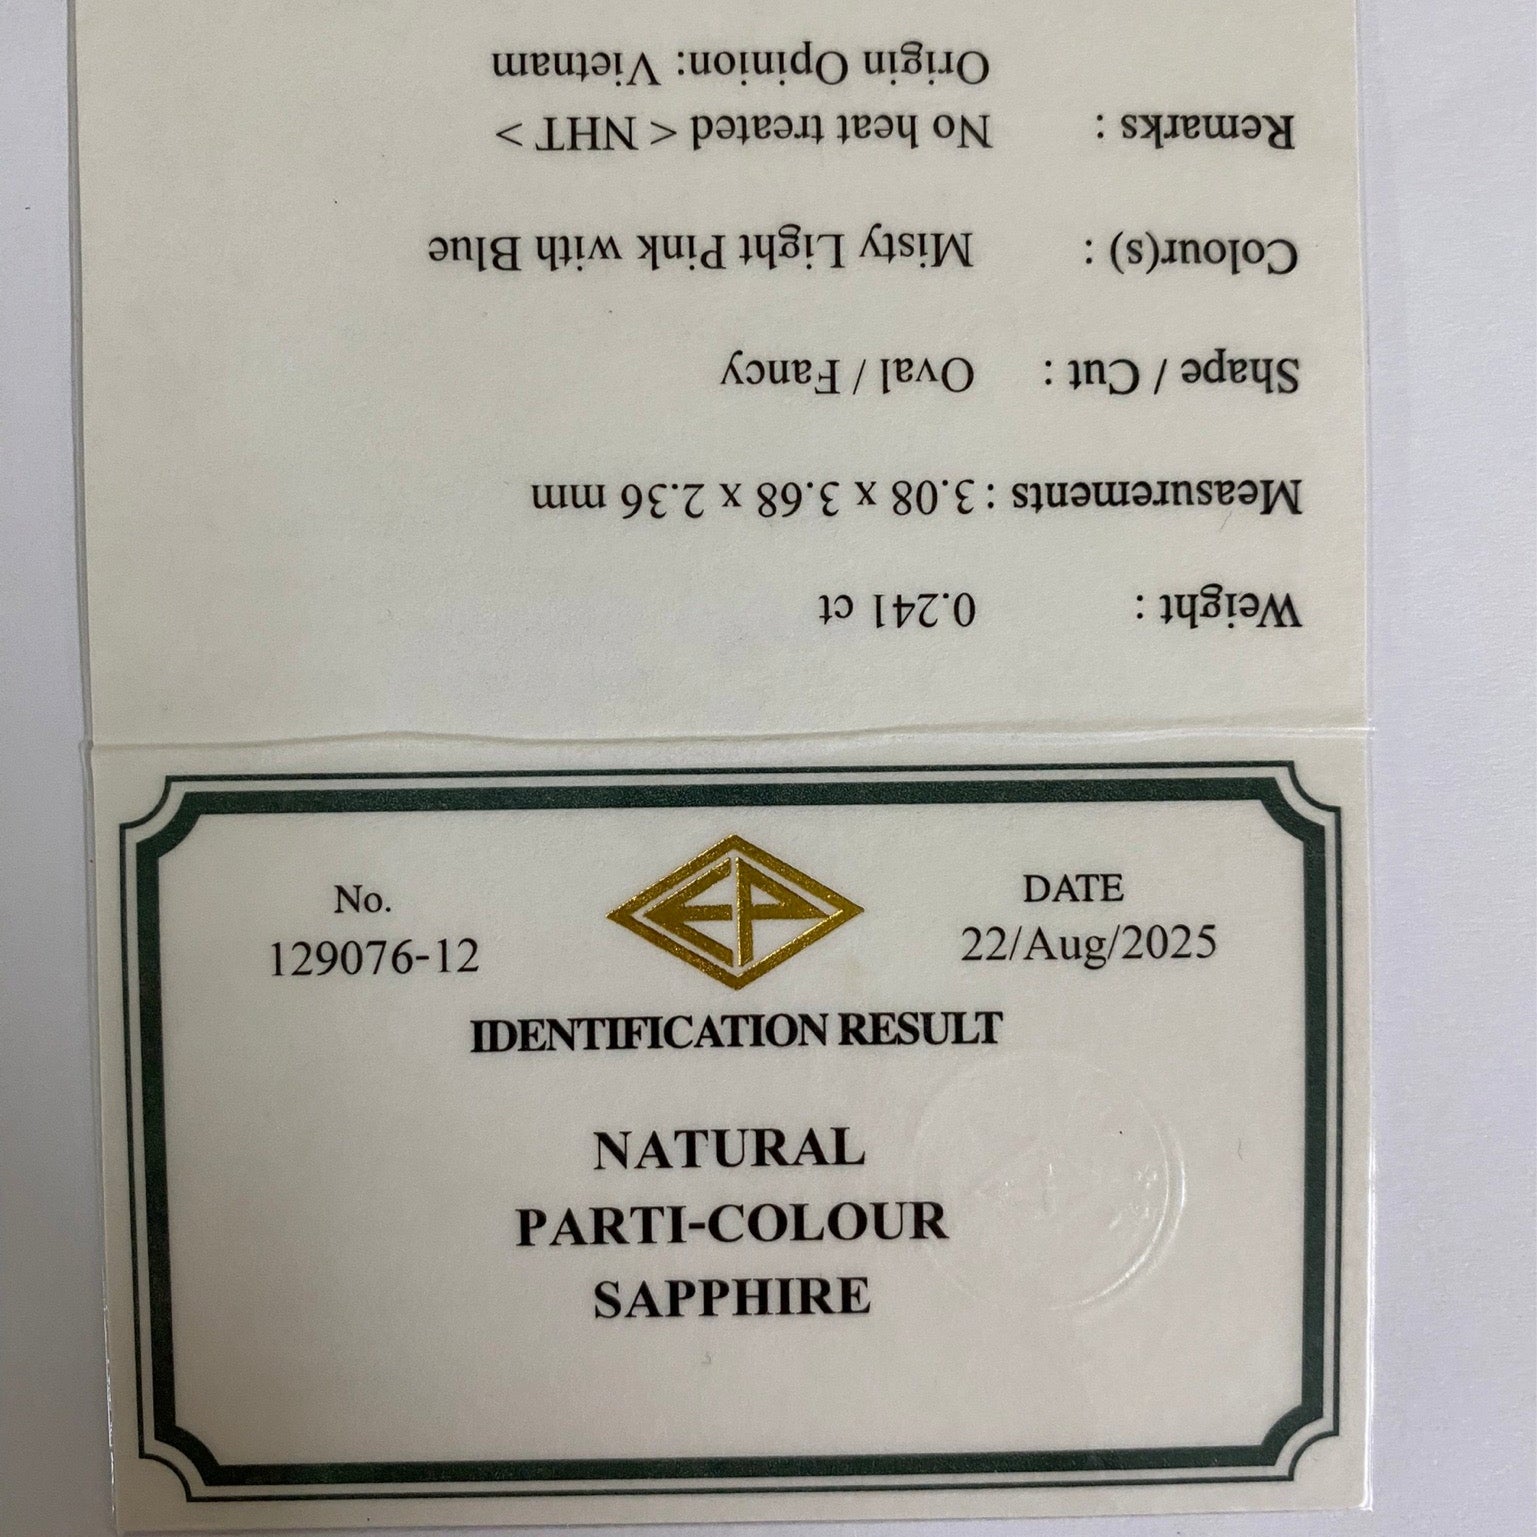 Weight : 0.241 ct
Measurements : 3.08 x 3.68 x 2.36 mm
Shape / Cut : Oval / Fancy
Colour(s) : Misty Light Pink with Blue
Remarks : No heat treated < NHT >
Origin Opinion: Vietnam
EP
No. DATE
129076-12 22/Aug/2025
IDENTIFICATION RESULT
NATURAL
PARTI-COLOUR
SAPPHIRE